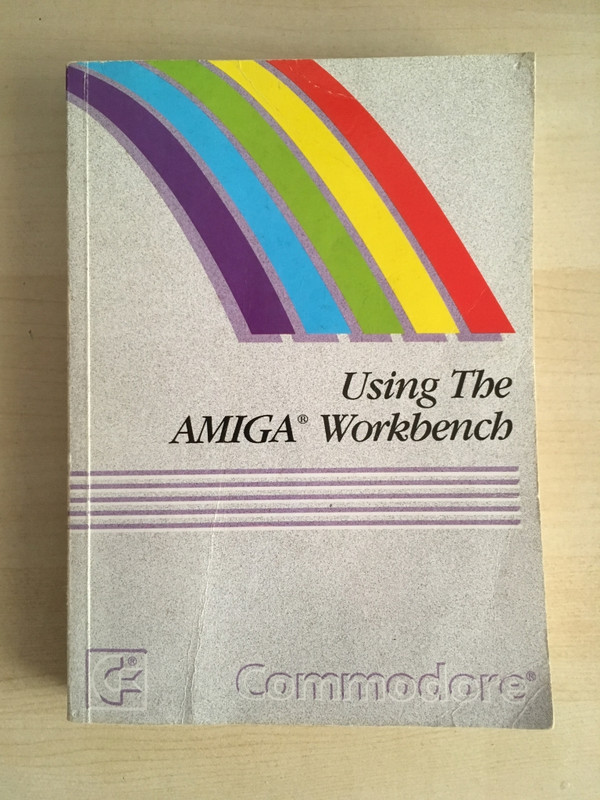 Using The
AMIGA® Workbench
Commodore®